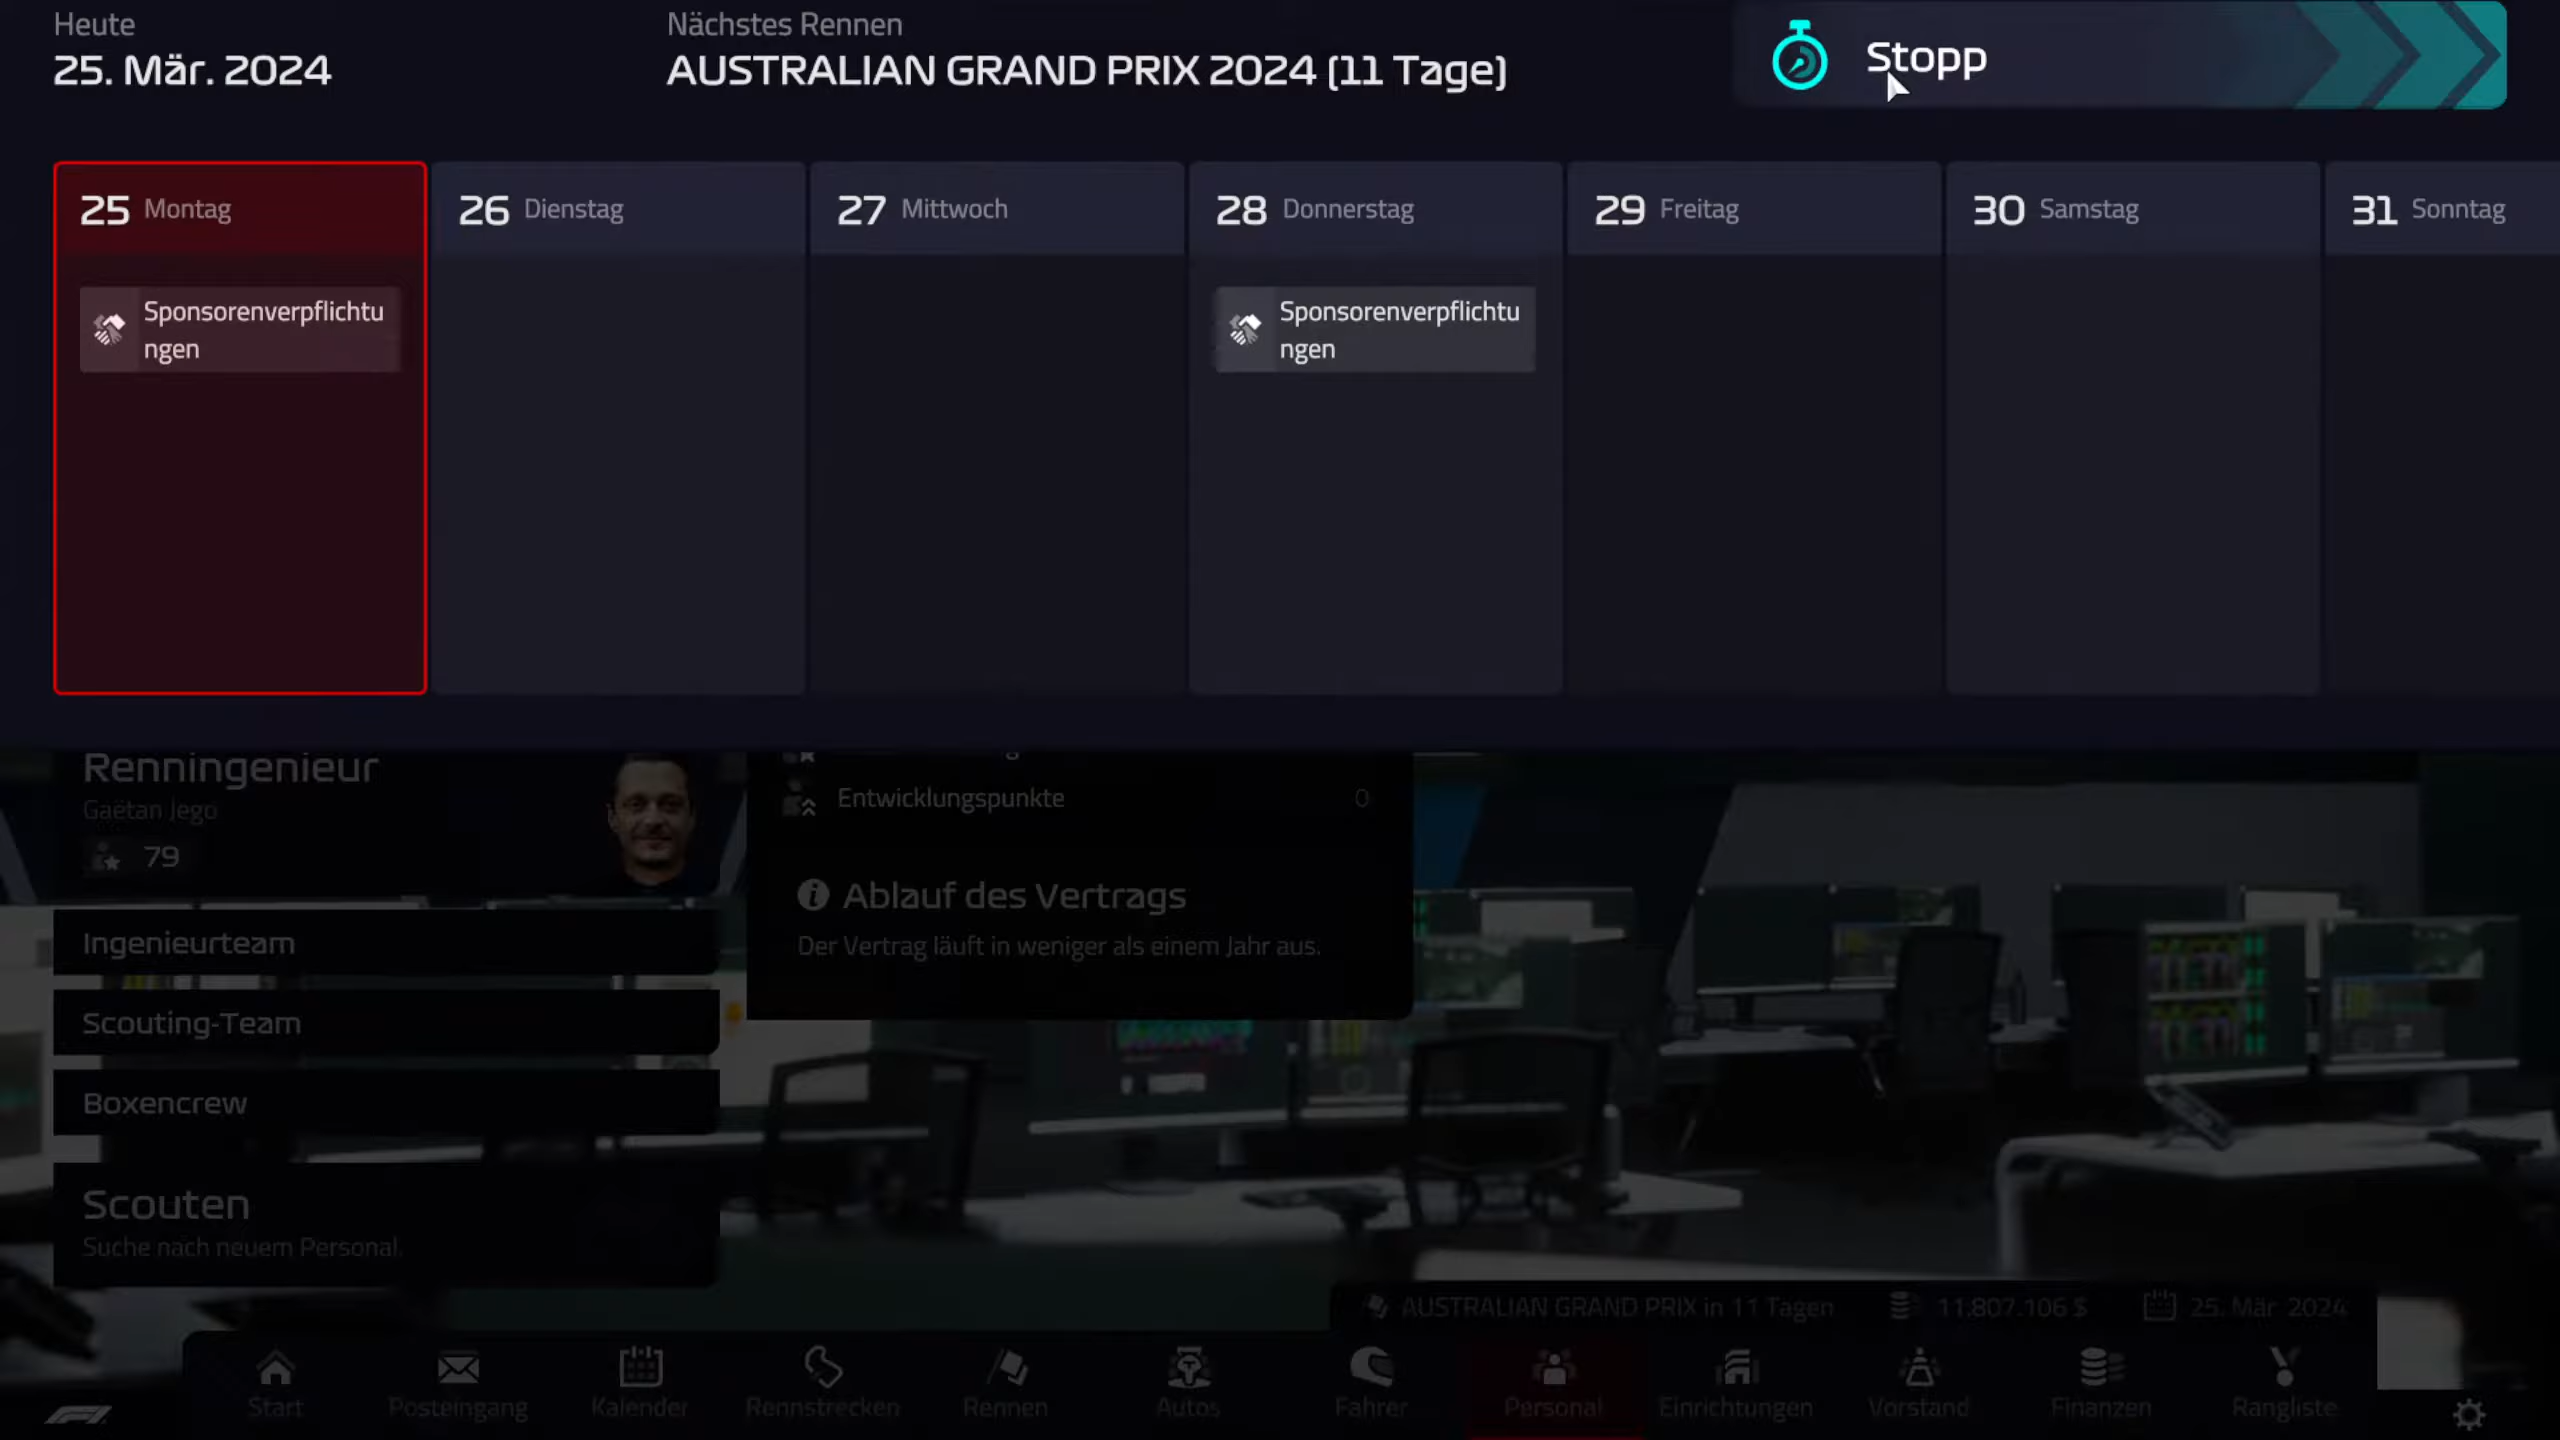 Heute
25. Mär. 2024
Nächstes Rennen
AUSTRALIAN GRAND PRIX 2024 (11 Tage)
Stopp
25 Montag
26 Dienstag
27 Mittwoch
28 Donnerstag
29 Freitag
30 Samstag
31 Sonntag
Sponsorenverpflichtu
ngen
Sponsorenverpflichtu
ngen
Renningenieur
Gaëtan Jego
79
Ingenieurteam
Scouting-Team
Boxencrew
Scouten
Suche nach neuem Personal.
Entwicklungspunkte 0
Ablauf des Vertrags
Der Vertrag läuft in weniger als einem Jahr aus.
AUSTRALIAN GRAND PRIX in 11 Tagen
11.807.106 $
25. Mär. 2024
Start
Posteingang
Kalender
Rennstrecken
Rennen
Autos
Fahrer
Personal
Einrichtungen
Vorstand
Finanzen
Rangliste